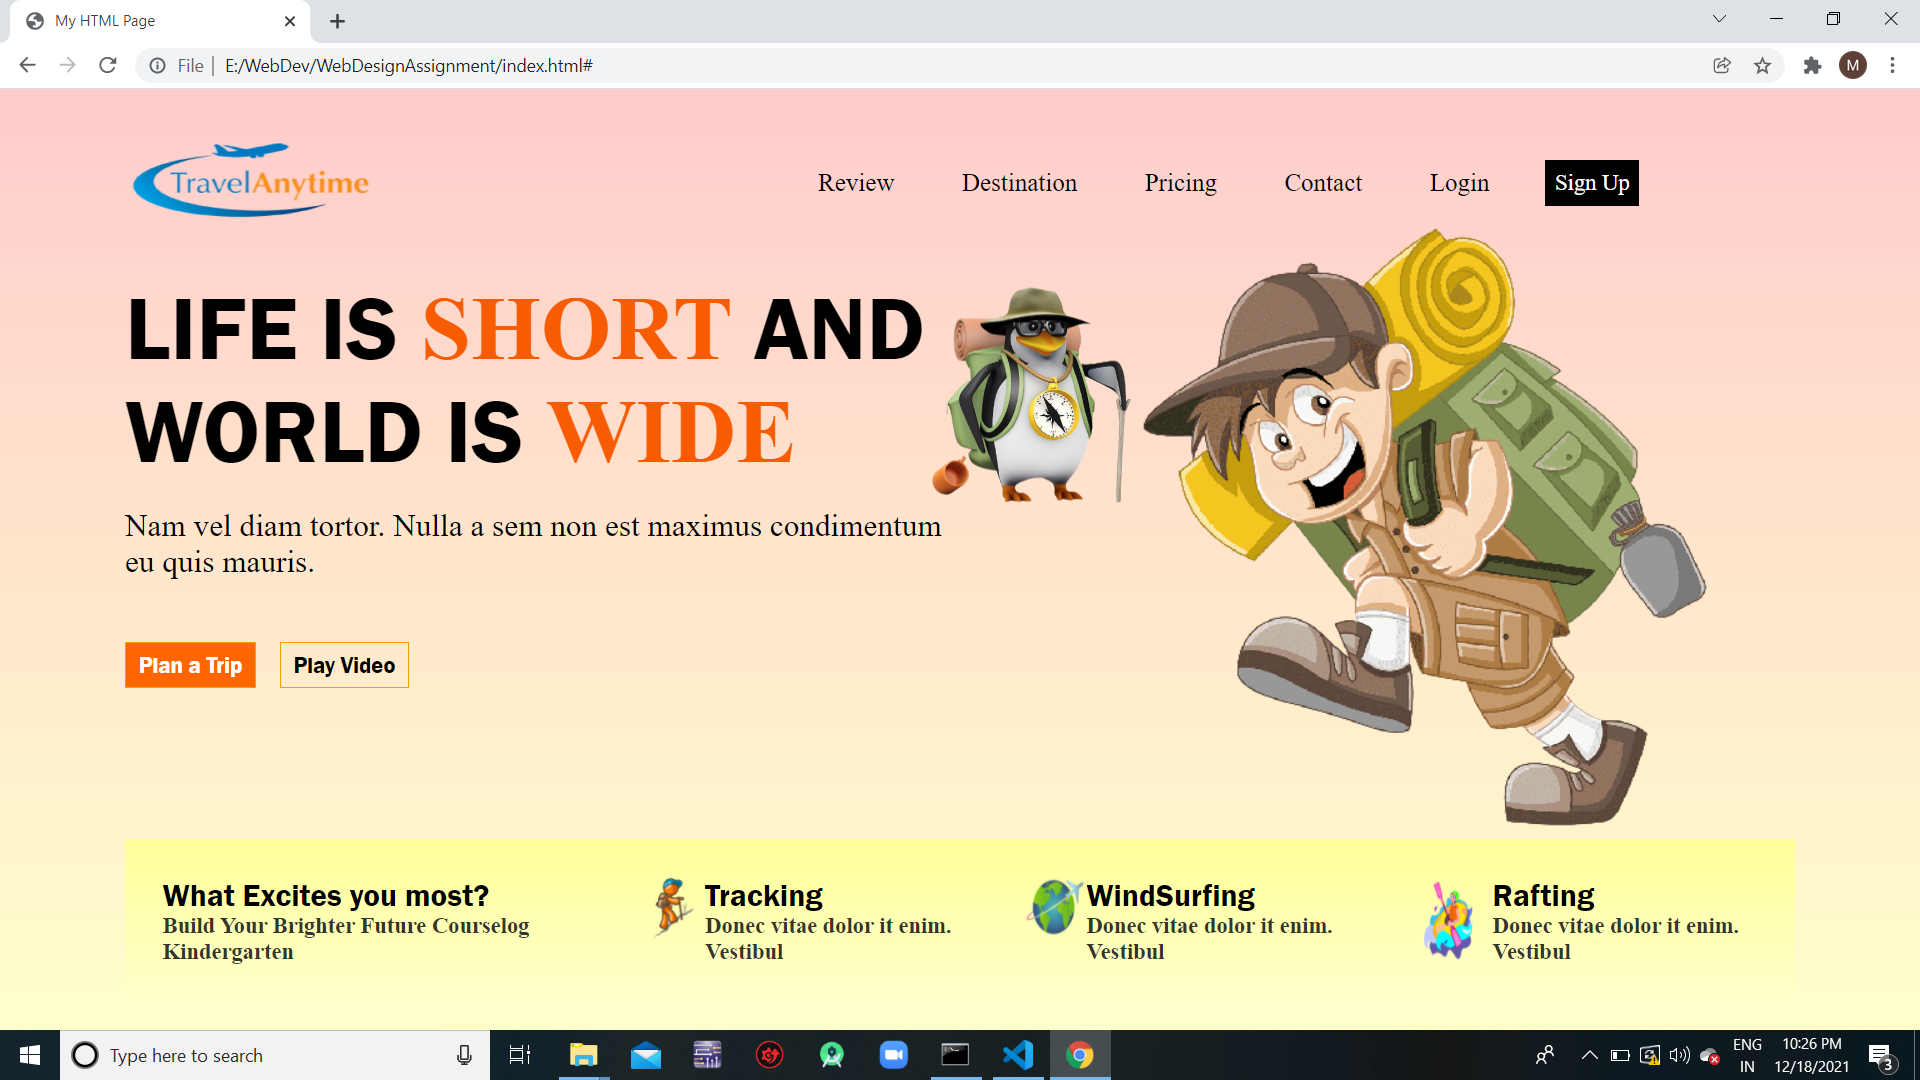 My HTML Page
File
E:/WebDev/WebDesignAssignment/index.html#
M
TravelAnytime
Review
Destination
Pricing
Contact
Login
Sign Up
LIFE IS SHORT AND
WORLD IS WIDE
Nam vel diam tortor. Nulla a sem non est maximus condimentum
eu quis mauris.
Plan a Trip
Play Video
What Excites you most?
Build Your Brighter Future Courselog
Kindergarten
Tracking
Donec vitae dolor it enim.
Vestibul
WindSurfing
Donec vitae dolor it enim.
Vestibul
Rafting
Donec vitae dolor it enim.
Vestibul
Type here to search
ENG
IN
10:26 PM
12/18/2021
3